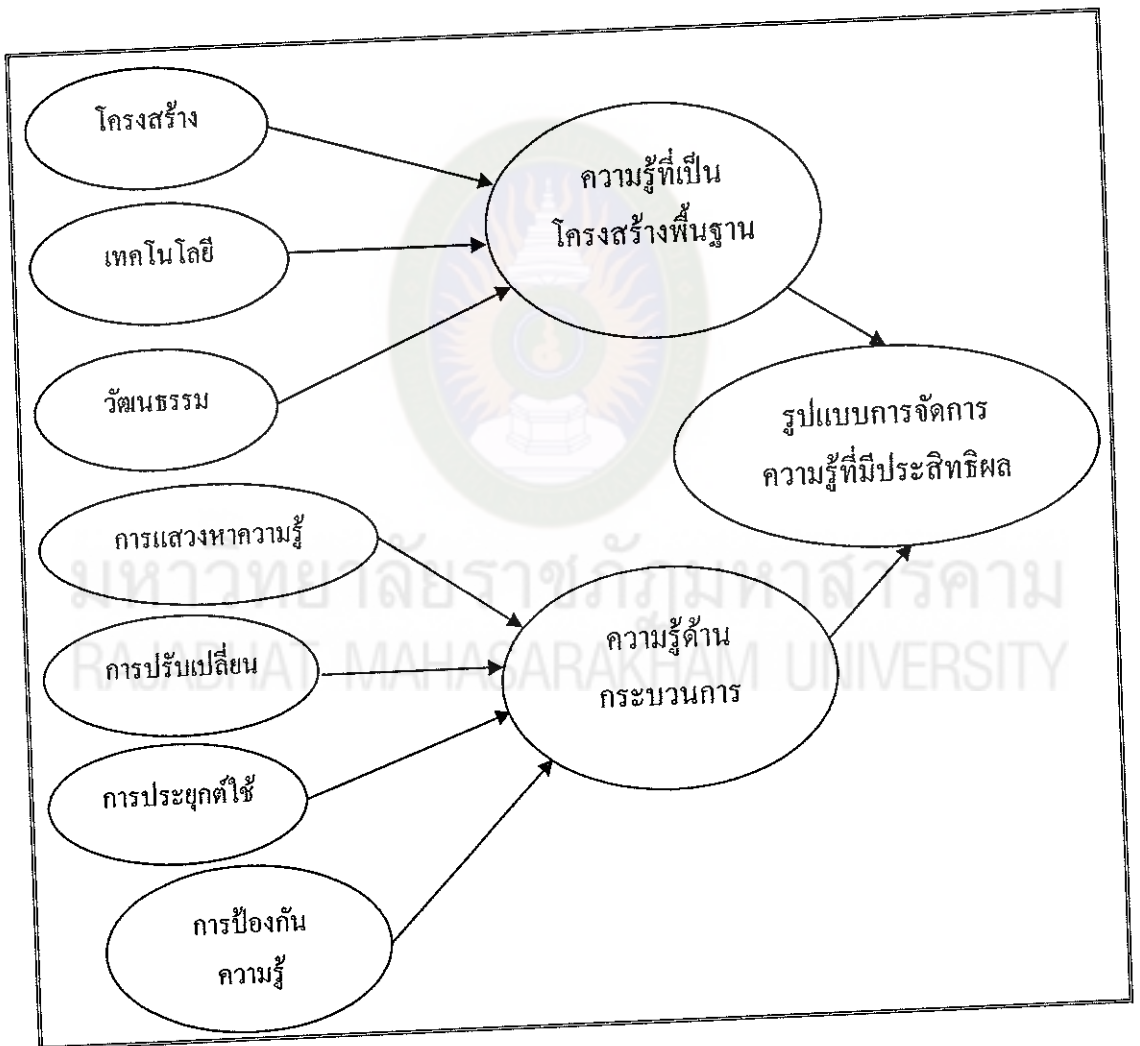 โครงสร้าง
เทคโนโลยี
วัฒนธรรม
การแสวงหาความรู้
การปรับเปลี่ยน
การประยุกต์ใช้
การป้องกัน
ความรู้
ความรู้ที่เป็น
โครงสร้างพื้นฐาน
ความรู้ด้าน
กระบวนการ
รูปแบบการจัดการ
ความรู้ที่มีประสิทธิผล
มหาวิทยาลัยราชภัฏมหาสารคาม
RAJABHAT MAHASARAKHAM UNIVERSITY